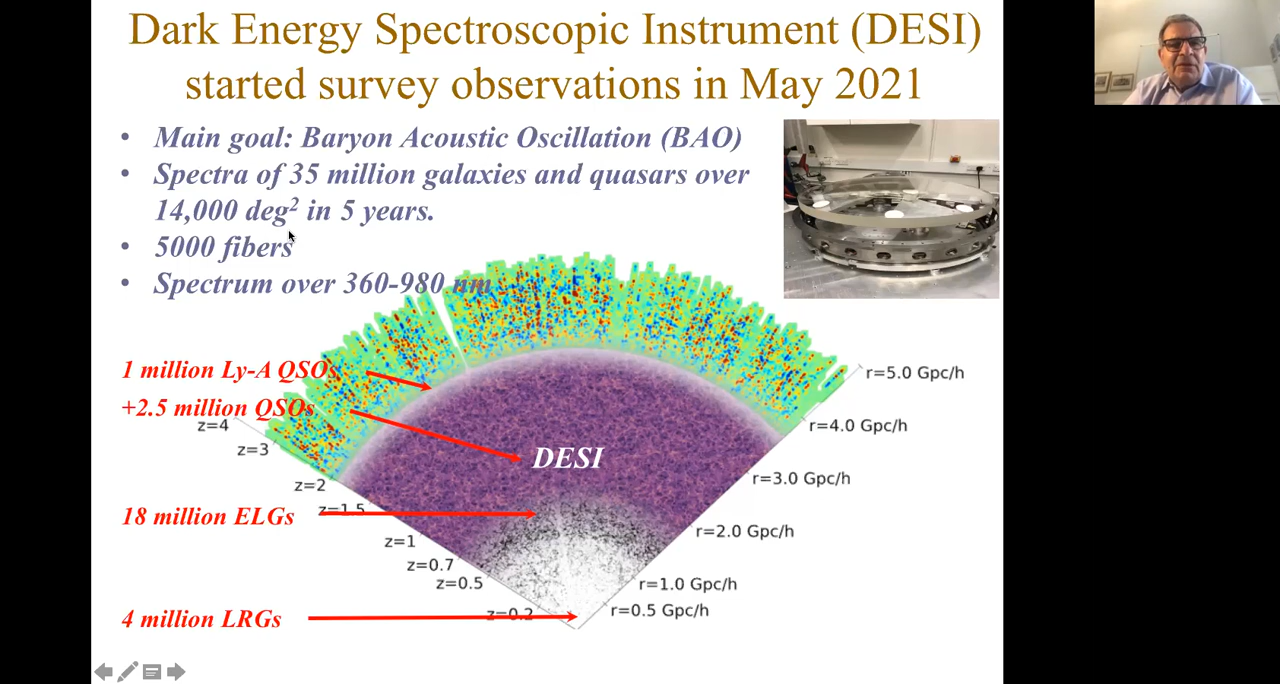 Dark Energy Spectroscopic Instrument (DESI)
started survey observations in May 2021
• Main goal: Baryon Acoustic Oscillation (BAO)
• Spectra of 35 million galaxies and quasars over
14,000 deg² in 5 years.
• 5000 fibers
• Spectrum over 360-980 nm
1 million Ly-A QSOs
+2.5 million QSOs
18 million ELGs
4 million LRGs
DESI
z=4
z=3
z=2
z=1.5
z=1
z=0.7
z=0.5
z=0.2
r=5.0 Gpc/h
r=4.0 Gpc/h
r=3.0 Gpc/h
r=2.0 Gpc/h
r=1.0 Gpc/h
r=0.5 Gpc/h